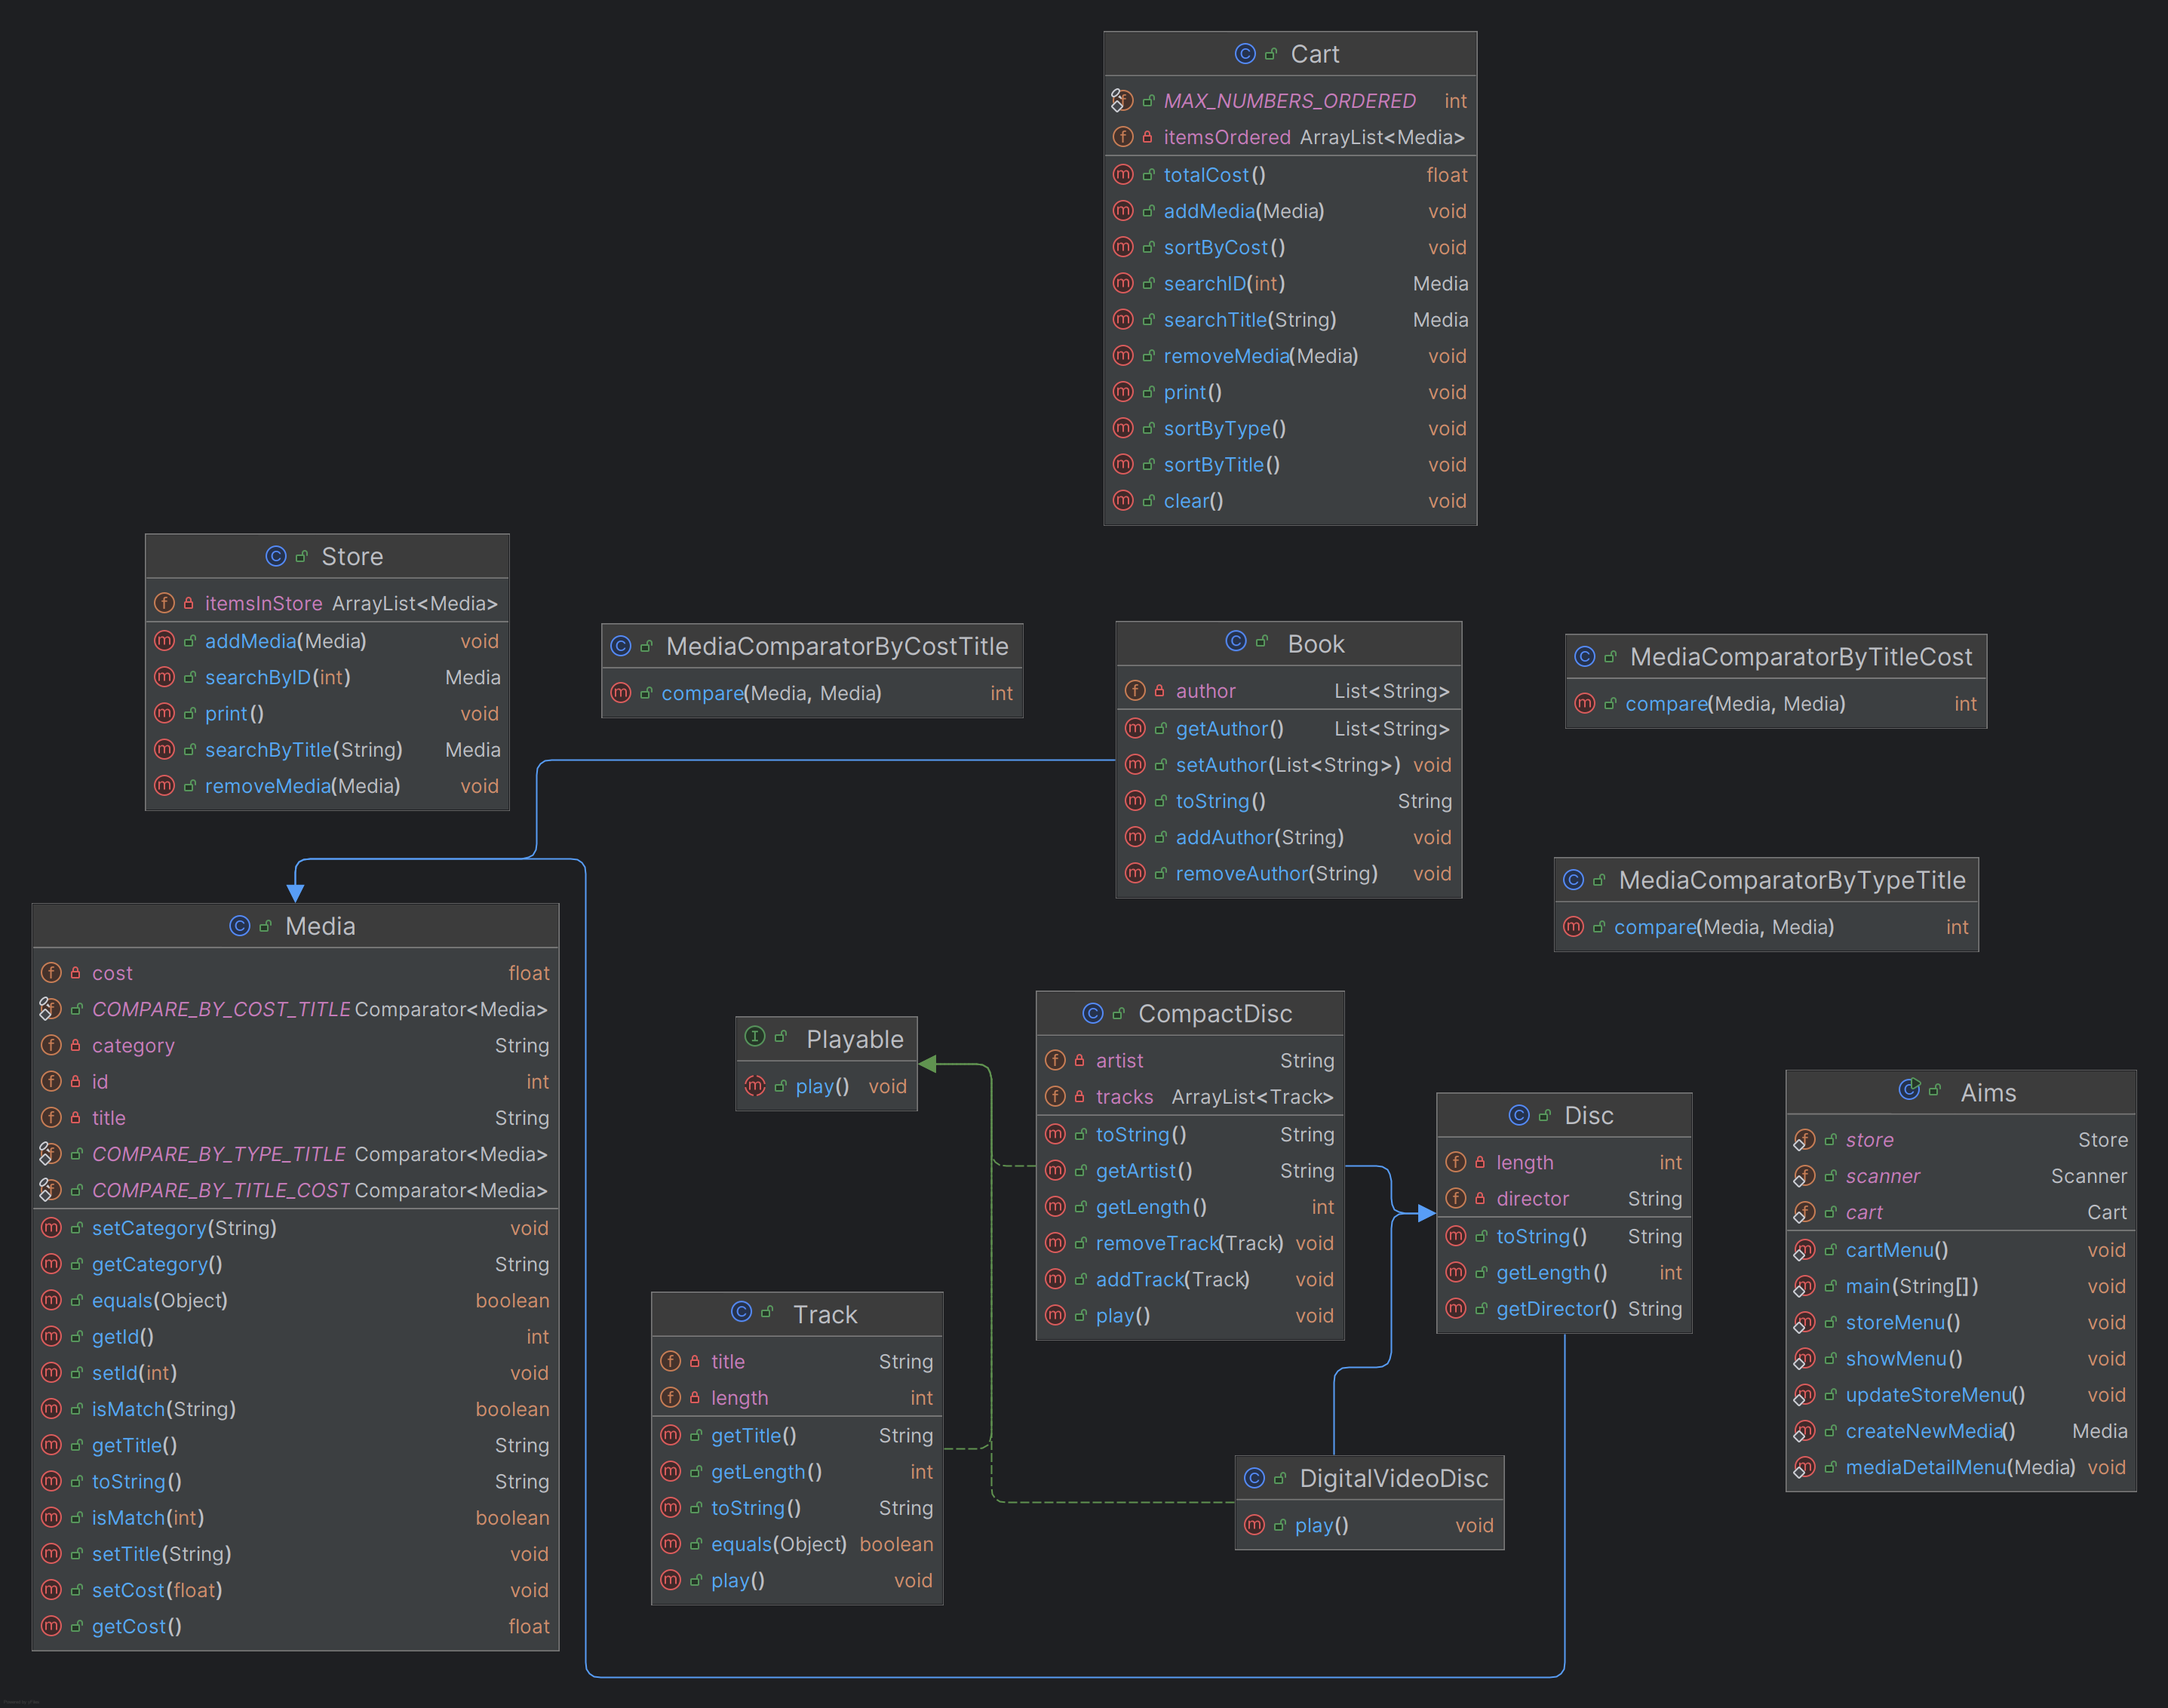 Cart
MAX_NUMBERS_ORDERED int
itemsOrdered ArrayList<Media>
totalCost() float
addMedia(Media) void
sortByCost() void
searchID(int) Media
searchTitle(String) Media
removeMedia(Media) void
print() void
sortByType() void
sortByTitle() void
clear() void
Store
itemsInStore ArrayList<Media>
addMedia(Media) void
searchByID(int) Media
print() void
searchByTitle(String) Media
removeMedia(Media) void
MediaComparatorByCostTitle
compare(Media, Media) int
Book
author List<String>
getAuthor() List<String>
setAuthor(List<String>) void
toString() String
addAuthor(String) void
removeAuthor(String) void
MediaComparatorByTitleCost
compare(Media, Media) int
MediaComparatorByTypeTitle
compare(Media, Media) int
Media
cost float
COMPARE_BY_COST_TITLE Comparator<Media>
category String
id int
title String
COMPARE_BY_TYPE_TITLE Comparator<Media>
COMPARE_BY_TITLE_COST Comparator<Media>
setCategory(String) void
getCategory() String
equals(Object) boolean
getId() int
setId(int) void
isMatch(String) boolean
getTitle() String
toString() String
isMatch(int) boolean
setTitle(String) void
setCost(float) void
getCost() float
Playable
play() void
CompactDisc
artist String
tracks ArrayList<Track>
toString() String
getArtist() String
getLength() int
removeTrack(Track) void
addTrack(Track) void
play() void
Disc
length int
director String
toString() String
getLength() int
getDirector() String
Aims
store Store
scanner Scanner
cart Cart
cartMenu() void
main(String[]) void
storeMenu() void
showMenu() void
updateStoreMenu() void
createNewMedia() Media
mediaDetailMenu(Media) void
Track
title String
length int
getTitle() String
getLength() int
toString() String
equals(Object) boolean
play() void
DigitalVideoDisc
play() void